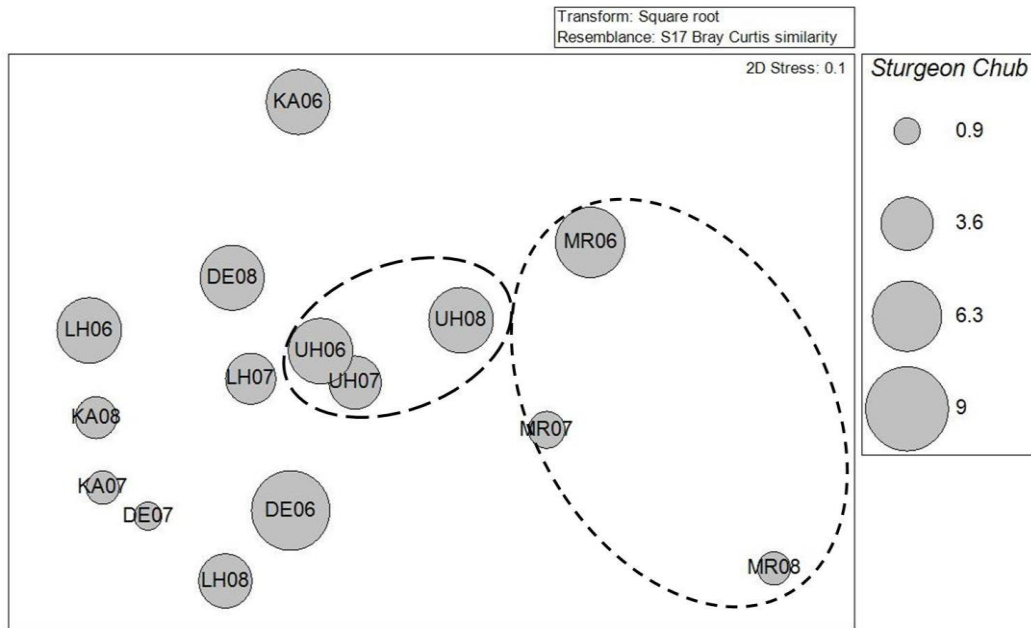 Transform: Square root
Resemblance: S17 Bray Curtis similarity
2D Stress: 0.1
Sturgeon Chub
0.9
3.6
6.3
9
KA06
MR06
DE08
UH08
LH06
UH06
LH07
UH07
KA08
MR07
KA07
DE07
DE06
MR08
LH08